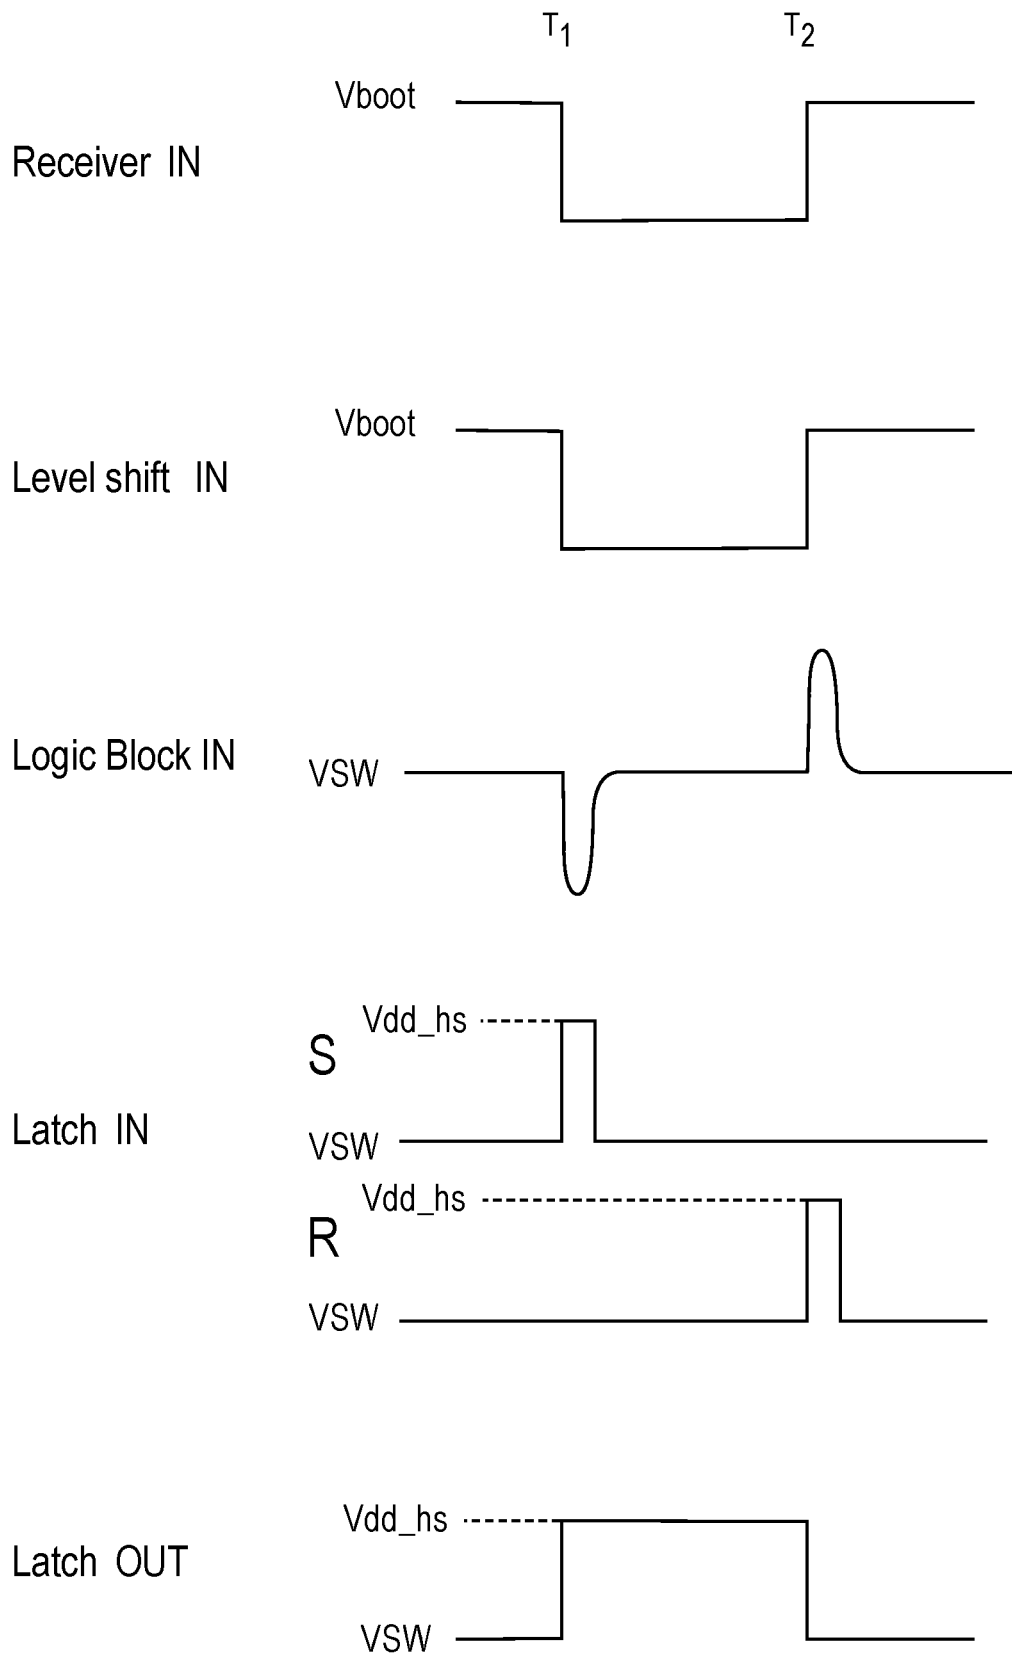 T1 T2
Vboot
Receiver IN
Vboot
Level shift IN
Logic Block IN
VSW
Vdd_hs
S
Latch IN
VSW
Vdd_hs
R
VSW
Vdd_hs
Latch OUT
VSW